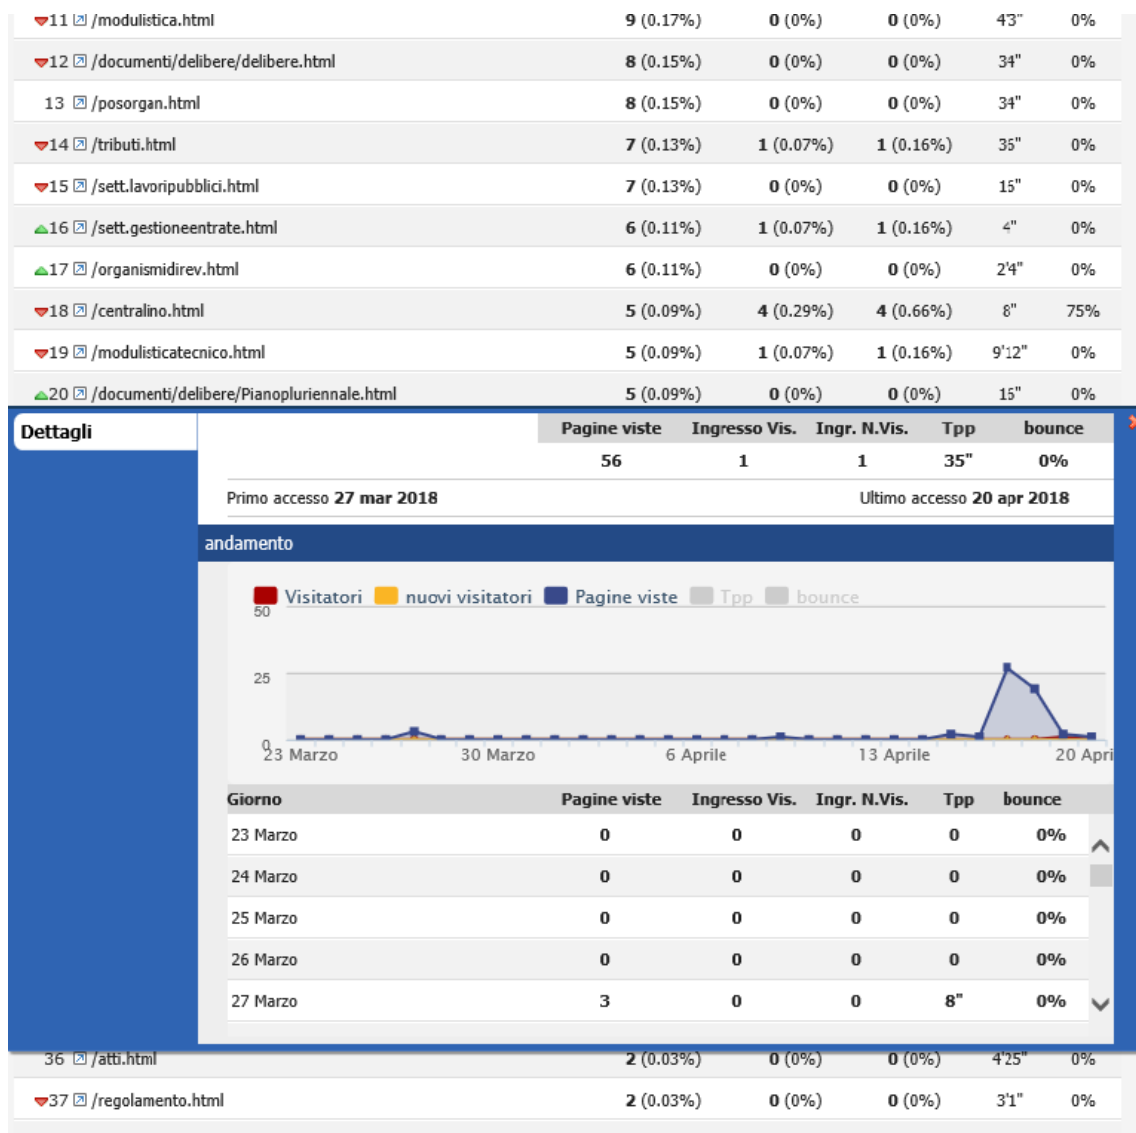 11 /modulistica.html 9 (0.17%) 0 (0%) 0 (0%) 4'3" 0%
12 /documenti/delibere/delibere.html 8 (0.15%) 0 (0%) 0 (0%) 34" 0%
13 /posorgan.html 8 (0.15%) 0 (0%) 0 (0%) 34" 0%
14 /tributi.html 7 (0.13%) 1 (0.07%) 1 (0.16%) 36" 0%
15 /sett.lavoripubblici.html 7 (0.13%) 0 (0%) 0 (0%) 16" 0%
16 /sett.gestioneentrate.html 6 (0.11%) 1 (0.07%) 1 (0.16%) 4" 0%
17 /organismidirev.html 6 (0.11%) 0 (0%) 0 (0%) 2'4" 0%
18 /centralino.html 5 (0.09%) 4 (0.29%) 4 (0.66%) 8" 75%
19 /modulisticatecnico.html 5 (0.09%) 1 (0.07%) 1 (0.16%) 9'12" 0%
20 /documenti/delibere/Pianopluriennale.html 5 (0.09%) 0 (0%) 0 (0%) 16" 0%
Dettagli
Pagine viste Ingresso Vis. Ingr. N.Vis. Tpp bounce
56 1 1 35" 0%
Primo accesso 27 mar 2018 Ultimo accesso 20 apr 2018
andamento
Visitatori nuovi visitatori Pagine viste Tpp bounce
50
25
0
23 Marzo 30 Marzo 6 Aprile 13 Aprile 20 Apri
Giorno Pagine viste Ingresso Vis. Ingr. N.Vis. Tpp bounce
23 Marzo 0 0 0 0 0%
24 Marzo 0 0 0 0 0%
25 Marzo 0 0 0 0 0%
26 Marzo 0 0 0 0 0%
27 Marzo 3 0 0 8" 0%
36 /atti.html 2 (0.03%) 0 (0%) 0 (0%) 4'25" 0%
37 /regolamento.html 2 (0.03%) 0 (0%) 0 (0%) 3'1" 0%